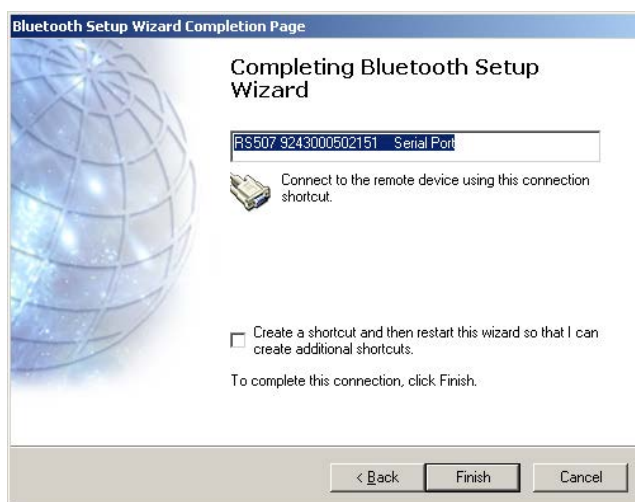 Bluetooth Setup Wizard Completion Page
Completing Bluetooth Setup
Wizard
RS507 9243000502151 Serial Port
Connect to the remote device using this connection
shortcut.
Create a shortcut and then restart this wizard so that I can
create additional shortcuts.
To complete this connection, click Finish.
< Back Finish Cancel